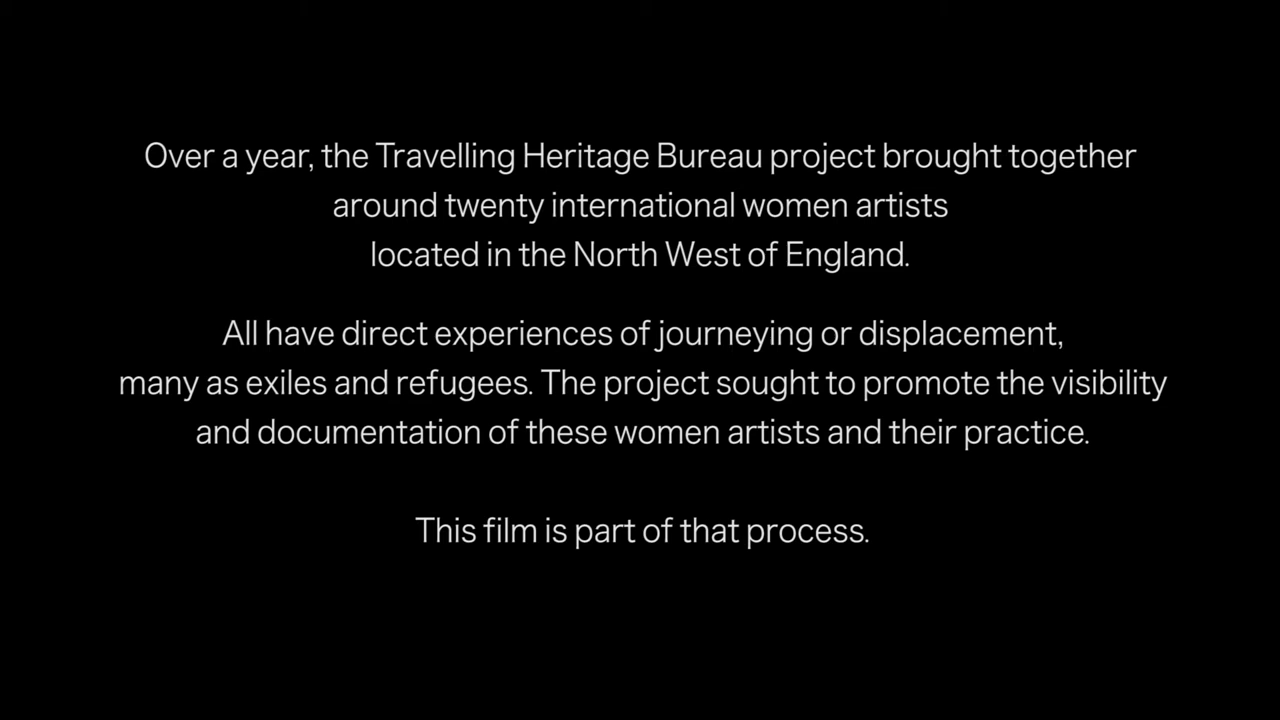 Over a year, the Travelling Heritage Bureau project brought together
around twenty international women artists
located in the North West of England.
All have direct experiences of journeying or displacement,
many as exiles and refugees. The project sought to promote the visibility
and documentation of these women artists and their practice.
This film is part of that process.